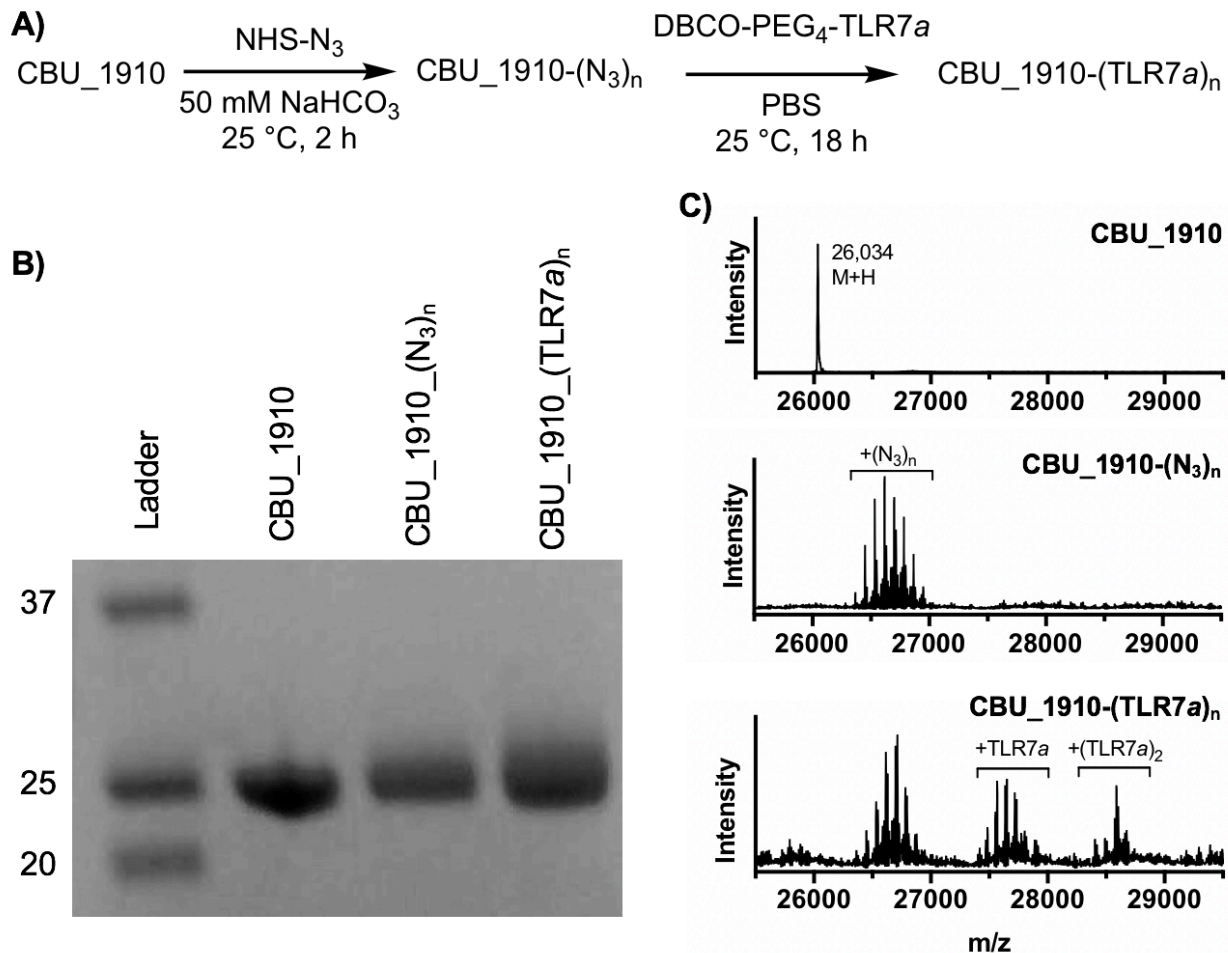 A)
CBU_1910
NHS-N3
50 mM NaHCO3
25 °C, 2 h
CBU_1910-(N3)n
DBCO-PEG4-TLR7a
PBS
25 °C, 18 h
CBU_1910-(TLR7a)n
B)
Ladder
CBU_1910
CBU_1910_(N3)n
CBU_1910_(TLR7a)n
37
25
20
C)
CBU_1910
26,034
M+H
Intensity
26000 27000 28000 29000
CBU_1910-(N3)n
+(N3)n
Intensity
26000 27000 28000 29000
CBU_1910-(TLR7a)n
+TLR7a +(TLR7a)2
Intensity
26000 27000 28000 29000
m/z